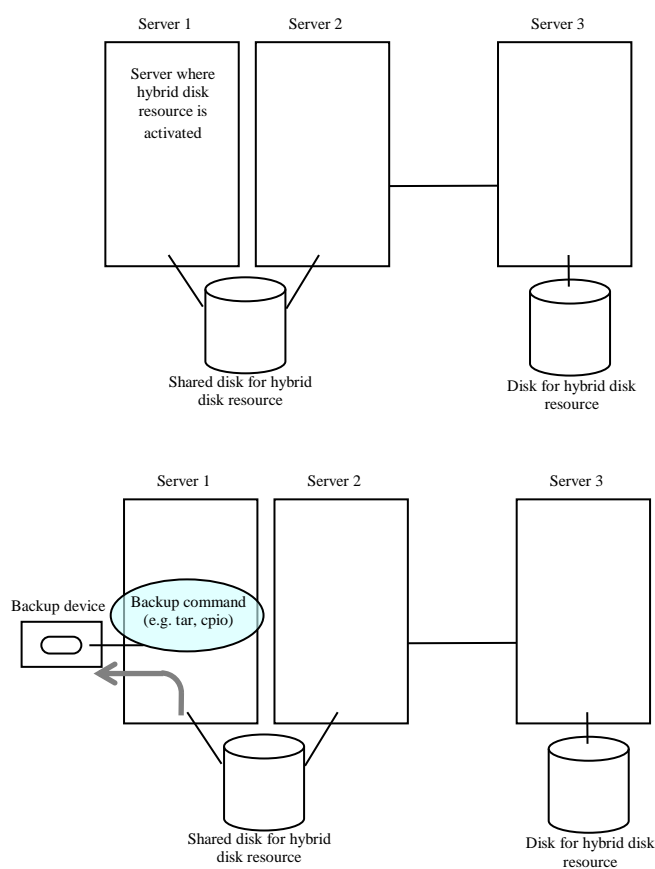 Server 1
Server 2
Server 3
Server where
hybrid disk
resource is
activated
Shared disk for hybrid
disk resource
Disk for hybrid disk
resource
Server 1
Server 2
Server 3
Backup device
Backup command
(e.g. tar, cpio)
Shared disk for hybrid
disk resource
Disk for hybrid disk
resource